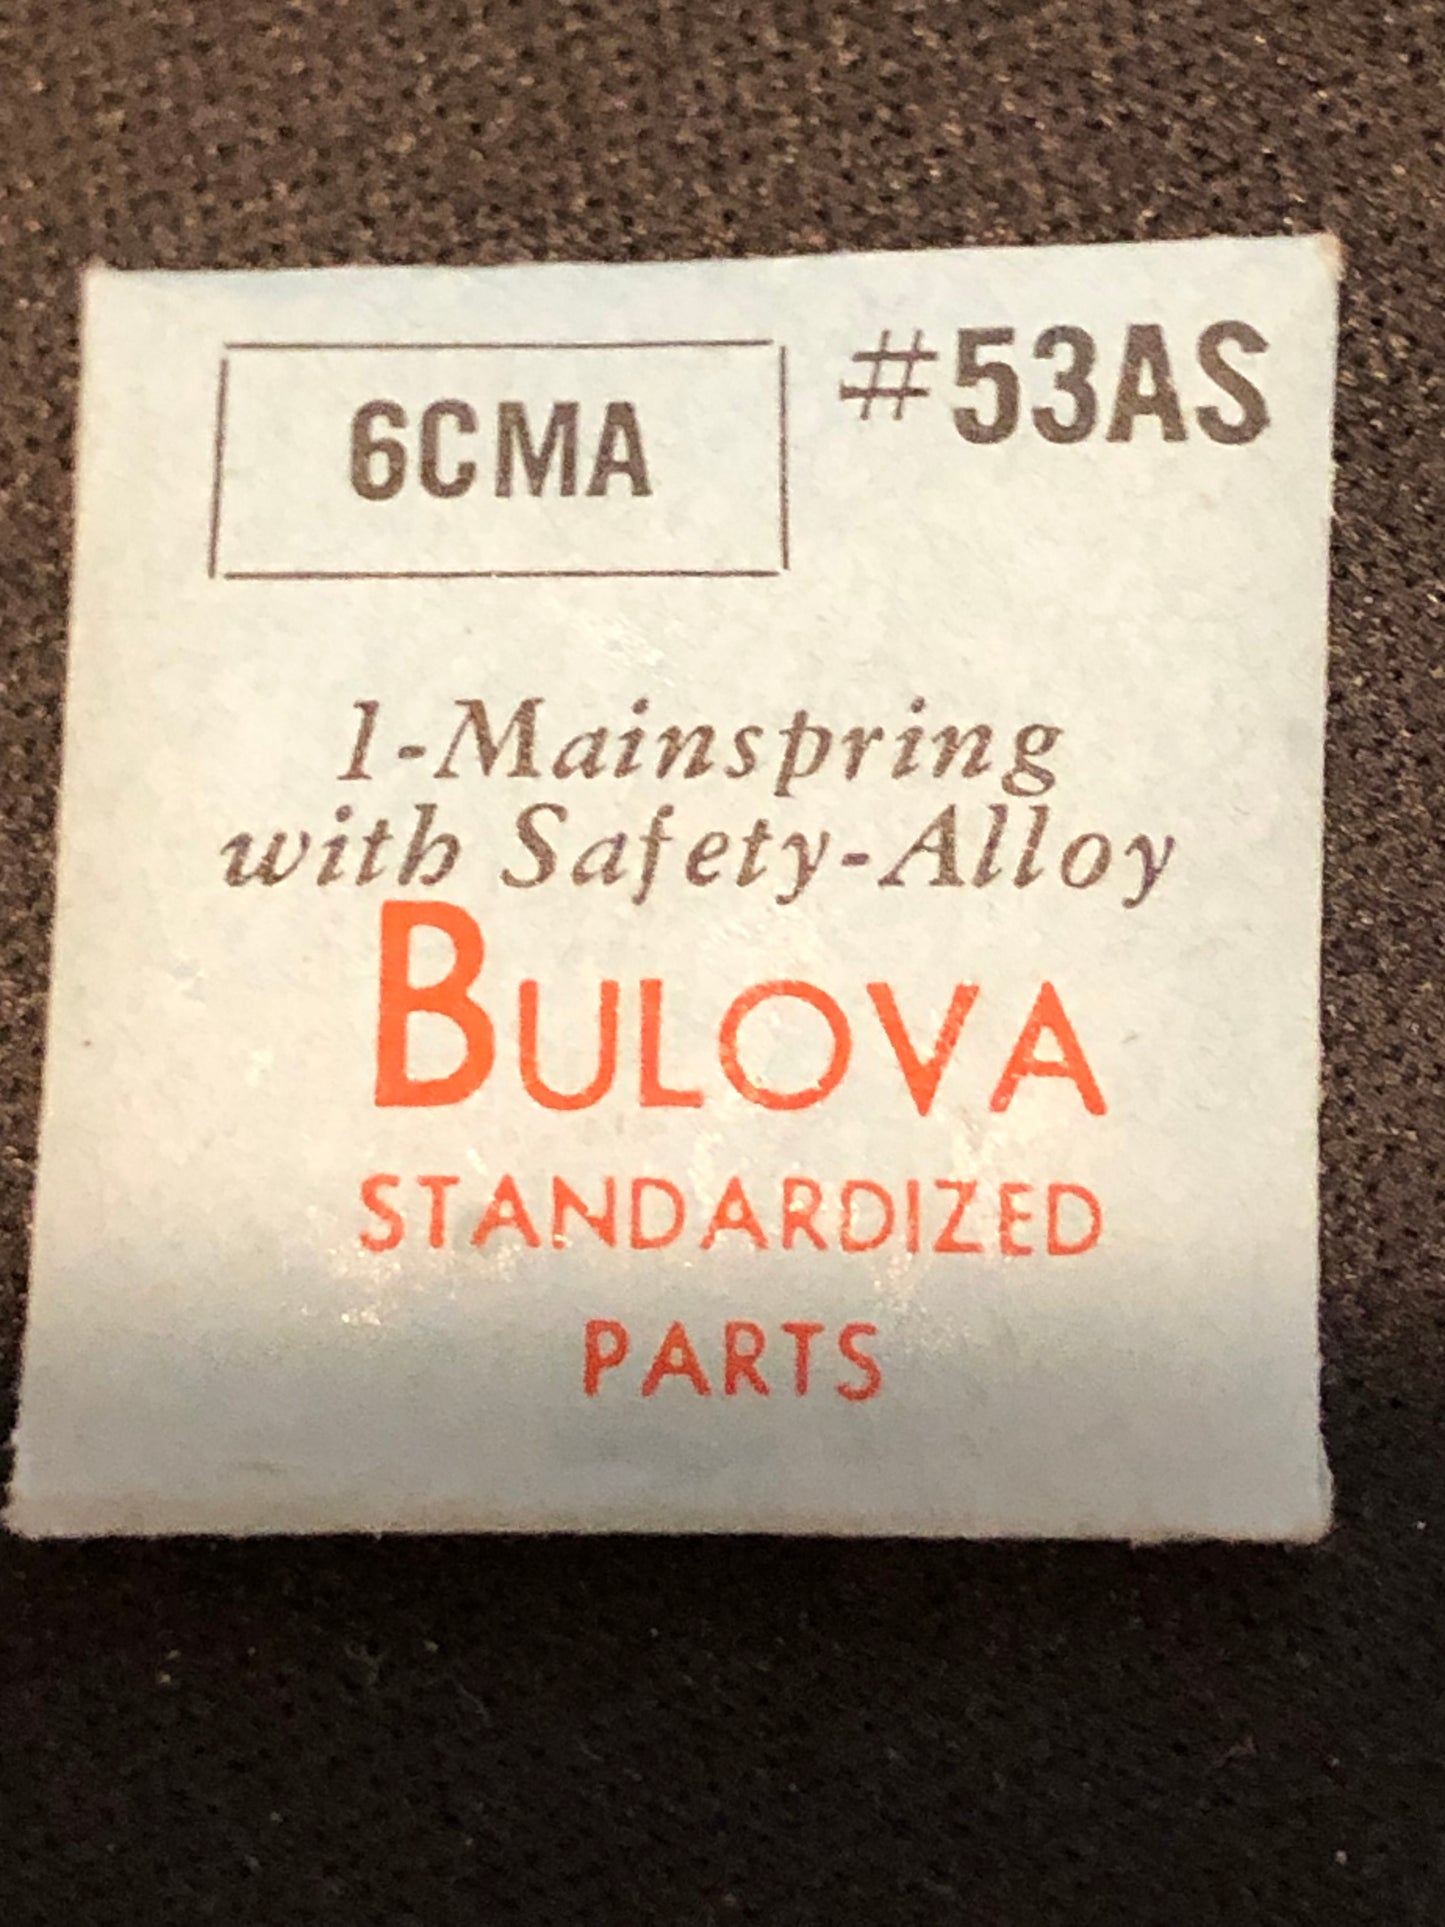 6CMA
#53AS
1-Mainspring
with Safety-Alloy
BULOVA
STANDARDIZED
PARTS